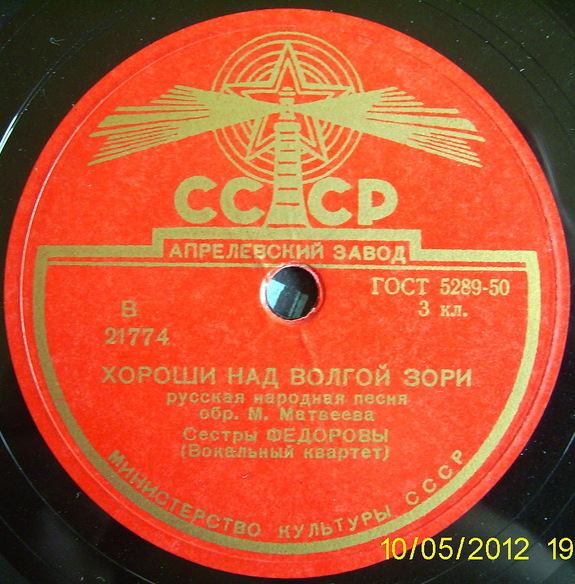 СССР
АПРЕЛЕВСКИЙ ЗАВОД
ГОСТ 5289-50
3 кл.
В
21774
ХОРОШИ НАД ВОЛГОЙ ЗОРИ
русская народная песня
обр. М. Матвеева
Сестры ФЕДОРОВЫ
(Вокальный квартет)
МИНИСТЕРСТВО КУЛЬТУРЫ СССР
10/05/2012 19